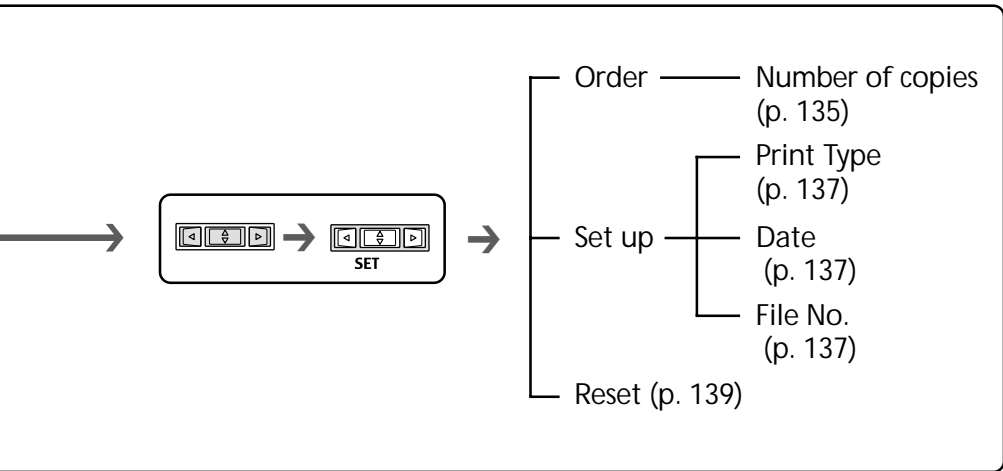 Order
Number of copies
(p. 135)
Print Type
(p. 137)
Set up
Date
(p. 137)
File No.
(p. 137)
Reset (p. 139)
SET